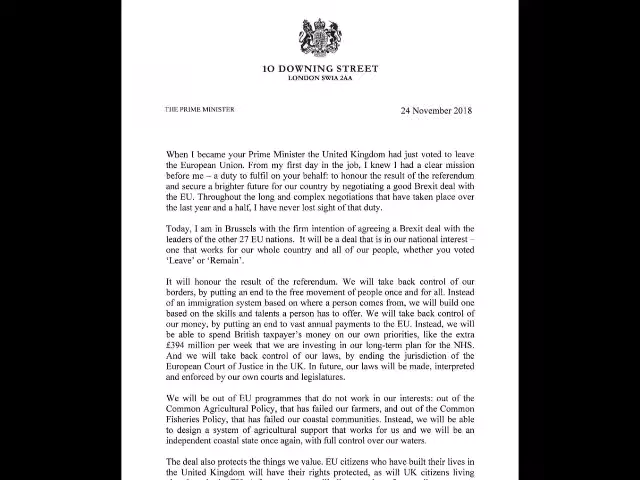 10 DOWNING STREET
LONDON SW1A 2AA
THE PRIME MINISTER
24 November 2018
When I became your Prime Minister the United Kingdom had just voted to leave
the European Union. From my first day in the job, I knew I had a clear mission
before me – a duty to fulfil on your behalf: to honour the result of the referendum
and secure a brighter future for our country by negotiating a good Brexit deal with
the EU. Throughout the long and complex negotiations that have taken place over
the last year and a half, I have never lost sight of that duty.
Today, I am in Brussels with the firm intention of agreeing a Brexit deal with the
leaders of the other 27 EU nations. It will be a deal that is in our national interest –
one that works for our whole country and all of our people, whether you voted
‘Leave’ or ‘Remain’.
It will honour the result of the referendum. We will take back control of our
borders, by putting an end to the free movement of people once and for all. Instead
of an immigration system based on where a person comes from, we will build one
based on the skills and talents a person has to offer. We will take back control of
our money, by putting an end to vast annual payments to the EU. Instead, we will
be able to spend British taxpayer’s money on our own priorities, like the extra
£394 million per week that we are investing in our long-term plan for the NHS.
And we will take back control of our laws, by ending the jurisdiction of the
European Court of Justice in the UK. In future, our laws will be made, interpreted
and enforced by our own courts and legislatures.
We will be out of EU programmes that do not work in our interests: out of the
Common Agricultural Policy, that has failed our farmers, and out of the Common
Fisheries Policy, that has failed our coastal communities. Instead, we will be able
to design a system of agricultural support that works for us and we will be an
independent coastal state once again, with full control over our waters.
The deal also protects the things we value. EU citizens who have built their lives in
the United Kingdom will have their rights protected, as will UK citizens living